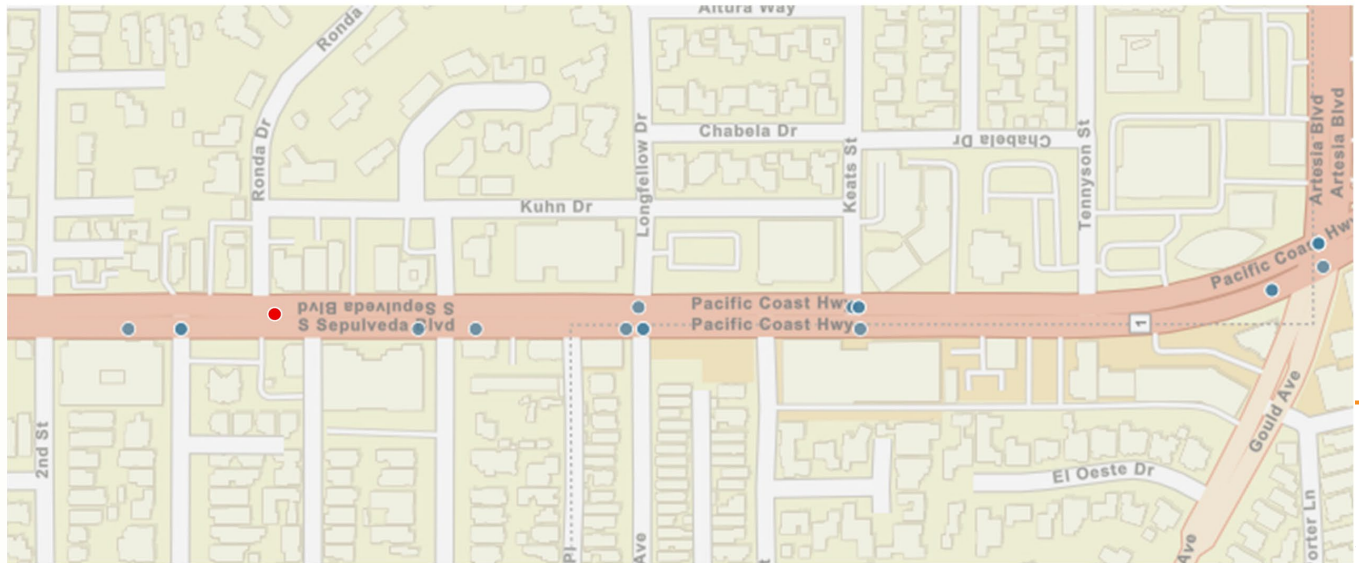 Altura Way
Ronda
Ronda Dr
Longfellow Dr
Chabela Dr
Keats St
Chabela Dr
Tennyson St
Artesia Blvd
Artesia Blvd
Kuhn Dr
S Sepulveda Blvd
S Sepulveda Blvd
Pacific Coast Hwy
Pacific Coast Hwy
Pacific Coast Hwy
1
2nd St
Gould Ave
El Oeste Dr
Pl
Ave
t
Ave
orter Ln